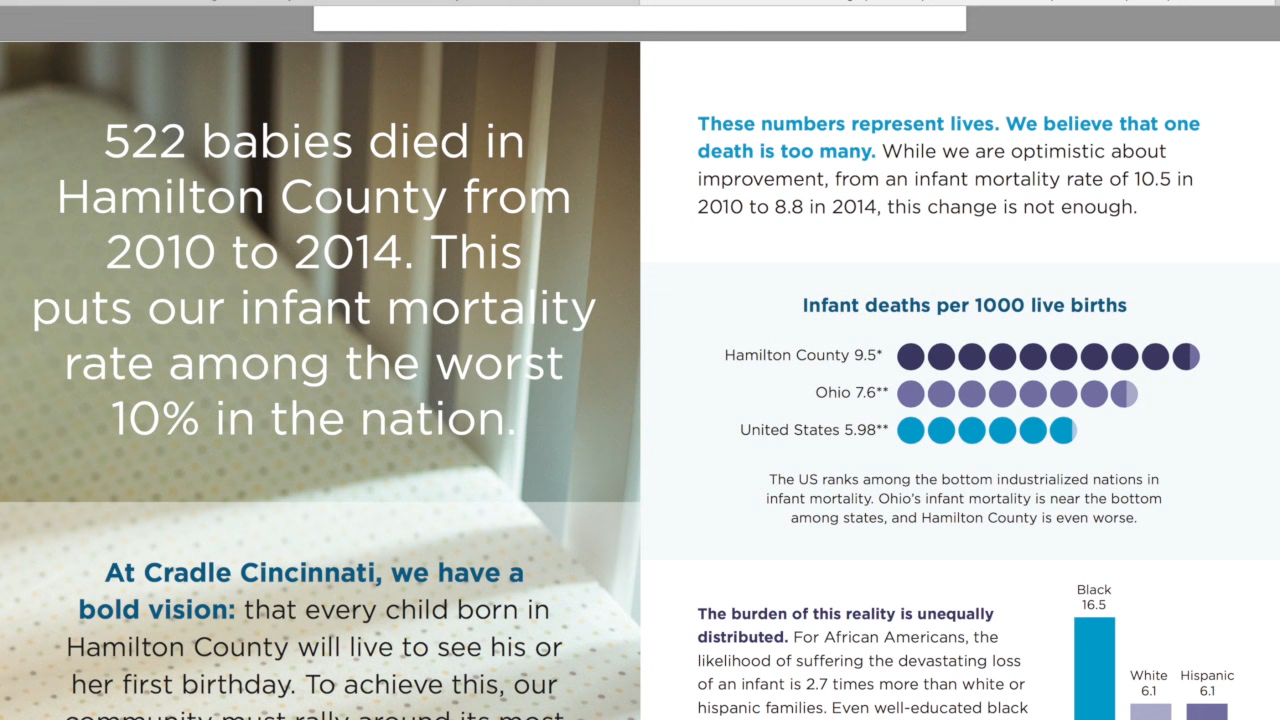 522 babies died in
Hamilton County from
2010 to 2014. This
puts our infant mortality
rate among the worst
10% in the nation.
At Cradle Cincinnati, we have a
bold vision: that every child born in
Hamilton County will live to see his or
her first birthday. To achieve this, our
community must rally around its most
These numbers represent lives. We believe that one
death is too many. While we are optimistic about
improvement, from an infant mortality rate of 10.5 in
2010 to 8.8 in 2014, this change is not enough.
Infant deaths per 1000 live births
Hamilton County 9.5*
Ohio 7.6**
United States 5.98**
The US ranks among the bottom industrialized nations in
infant mortality. Ohio's infant mortality is near the bottom
among states, and Hamilton County is even worse.
The burden of this reality is unequally
distributed. For African Americans, the
likelihood of suffering the devastating loss
of an infant is 2.7 times more than white or
hispanic families. Even well-educated black
Black
16.5
White
6.1
Hispanic
6.1